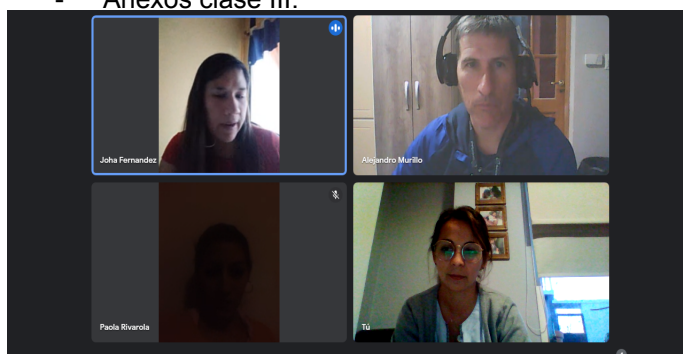 - Anexos clase III:
Joha Fernandez
Alejandro Murillo
Paola Rivarola
Tú